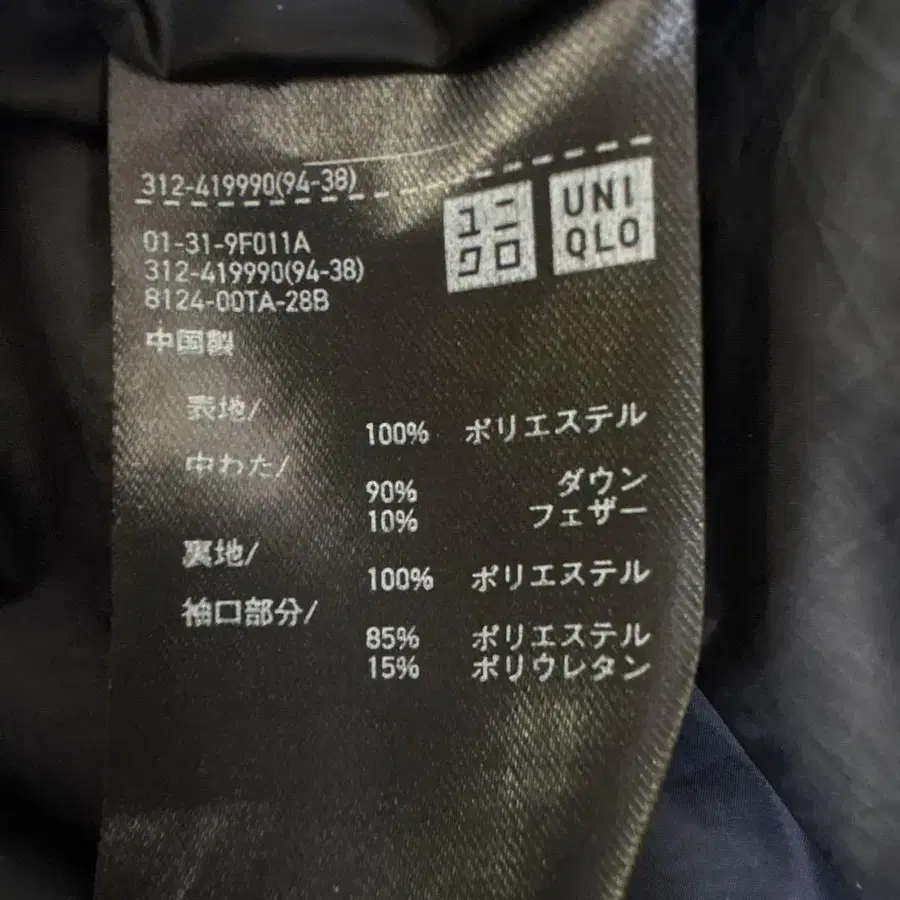 312-419990(94-38)
ユニ
クロ
UNI
QLO
01-31-9F011A
312-419990(94-38)
8124-00TA-28B
中国製
表地/
100% ポリエステル
中わた/
90% ダウン
10% フェザー
裏地/
100% ポリエステル
袖口部分/
85% ポリエステル
15% ポリウレタン